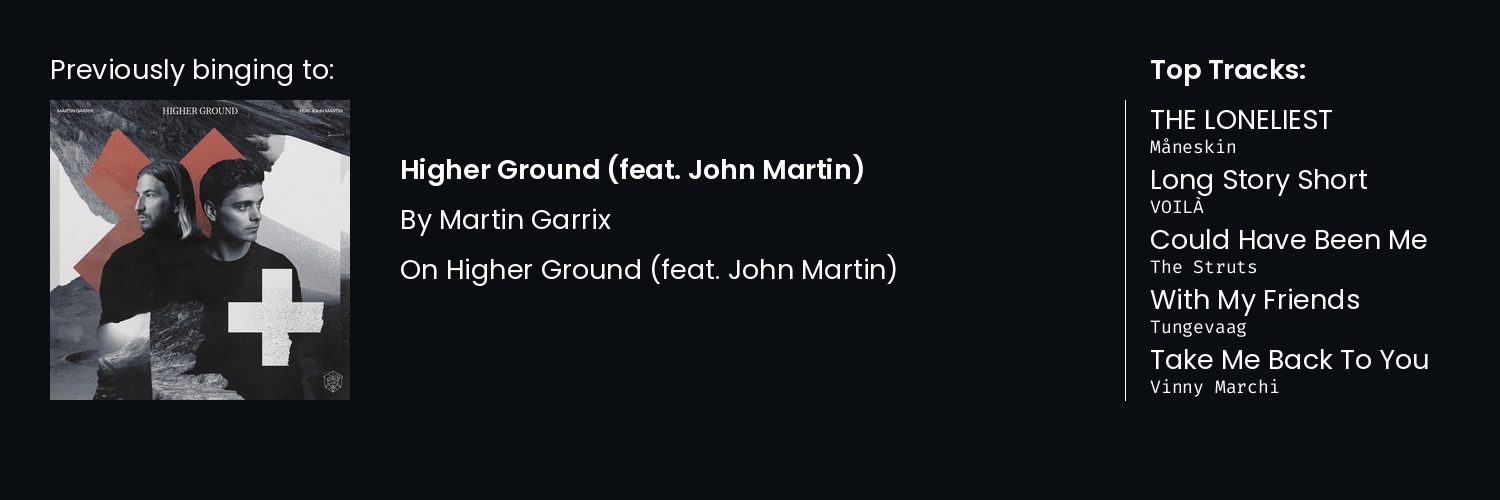 Previously binging to:
MARTIN GARRIX
HIGHER GROUND
FEAT. JOHN MARTIN
Higher Ground (feat. John Martin)
By Martin Garrix
On Higher Ground (feat. John Martin)
Top Tracks:
THE LONELIEST
Måneskin
Long Story Short
VOILÀ
Could Have Been Me
The Struts
With My Friends
Tungevaag
Take Me Back To You
Vinny Marchi